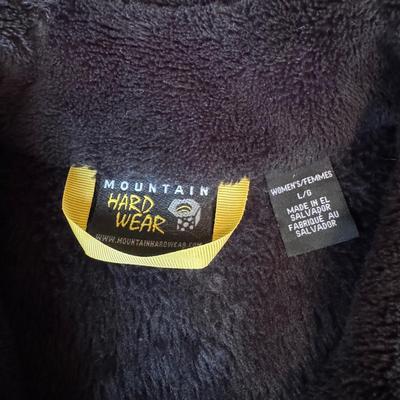 MOUNTAIN
HARD
WEAR
WWW.MOUNTAINHARDWEAR.COM
WOMEN'S/FEMMES
L/G
MADE IN EL
SALVADOR
FABRIQUÉ AU
SALVADOR